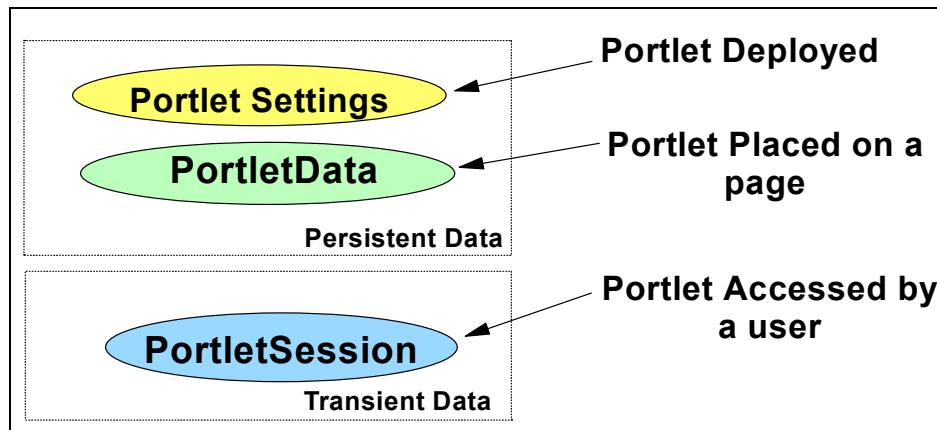 Portlet Deployed
Portlet Settings
Portlet Placed on a
page
PortletData
Persistent Data
Portlet Accessed by
a user
PortletSession
Transient Data